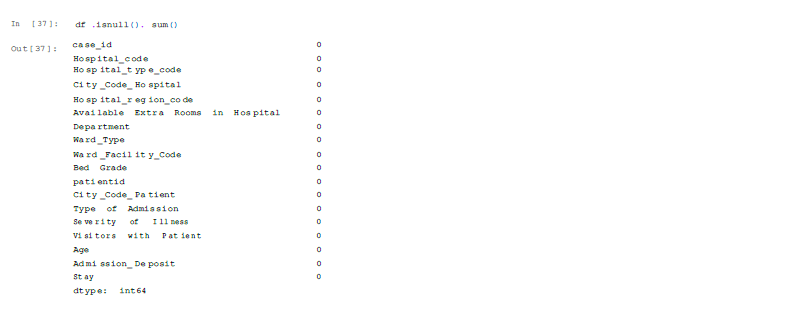 In [37]: df .isnull(). sum()
Out[37]: case_id 0
Hospital_code 0
Hospital_type_code 0
City_Code_Hospital 0
Hospital_region_code 0
Available Extra Rooms in Hospital 0
Department 0
Ward_Type 0
Ward_Facility_Code 0
Bed Grade 0
patientid 0
City_Code_Patient 0
Type of Admission 0
Severity of Illness 0
Visitors with Patient 0
Age 0
Admission_Deposit 0
Stay 0
dtype: int64